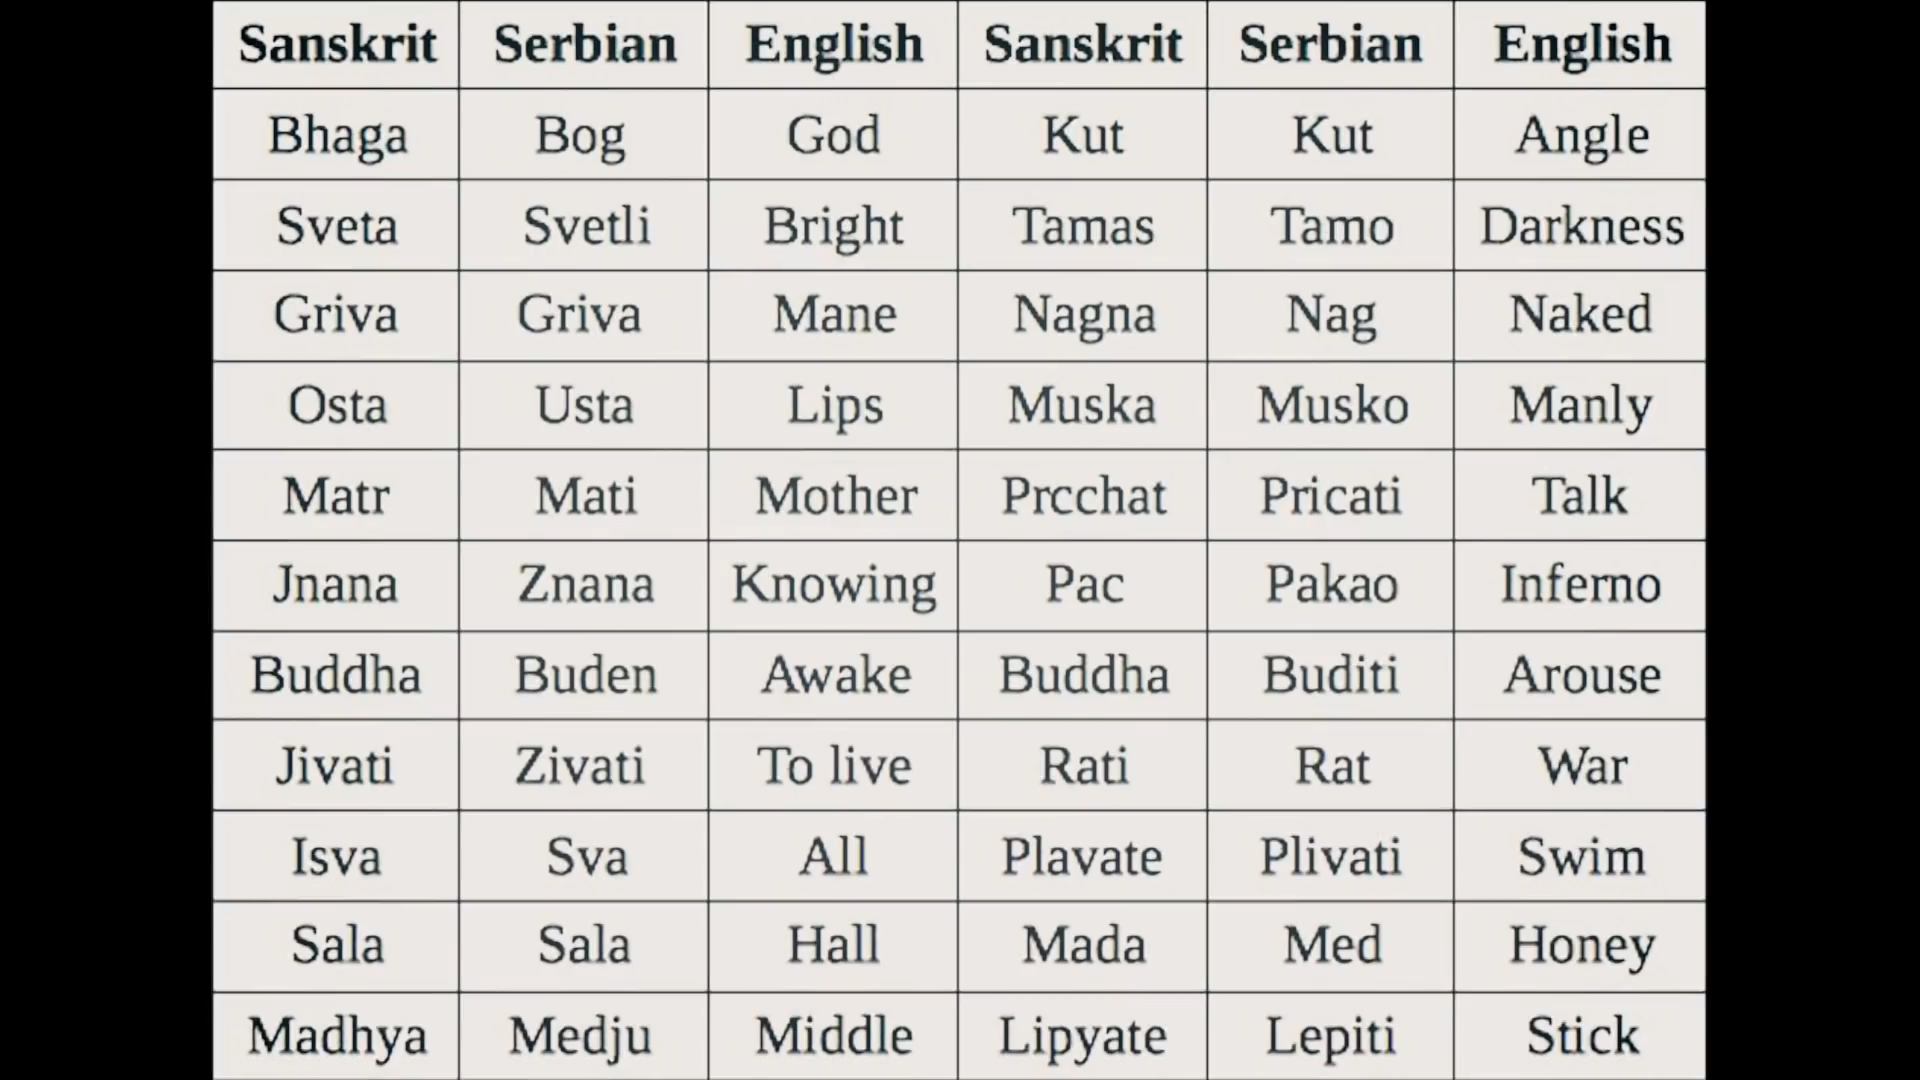 Sanskrit Serbian English Sanskrit Serbian English
Bhaga Bog God Kut Kut Angle
Sveta Svetli Bright Tamas Tamo Darkness
Griva Griva Mane Nagna Nag Naked
Osta Usta Lips Muska Musko Manly
Matr Mati Mother Prcchat Pricati Talk
Jnana Znana Knowing Pac Pakao Inferno
Buddha Buden Awake Buddha Buditi Arouse
Jivati Zivati To live Rati Rat War
Isva Sva All Plavate Plivati Swim
Sala Sala Hall Mada Med Honey
Madhya Medju Middle Lipyate Lepiti Stick